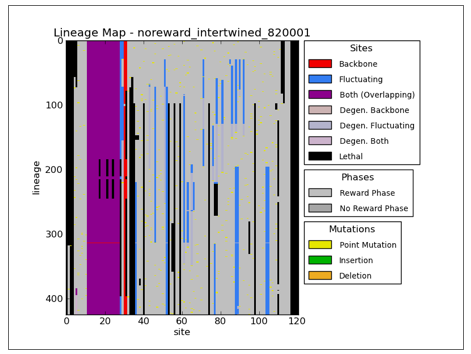 Lineage Map - noreward_intertwined_820001
0
100
200
300
400
lineage
0 20 40 60 80 100 120
site
Sites
Backbone
Fluctuating
Both (Overlapping)
Degen. Backbone
Degen. Fluctuating
Degen. Both
Lethal
Phases
Reward Phase
No Reward Phase
Mutations
Point Mutation
Insertion
Deletion